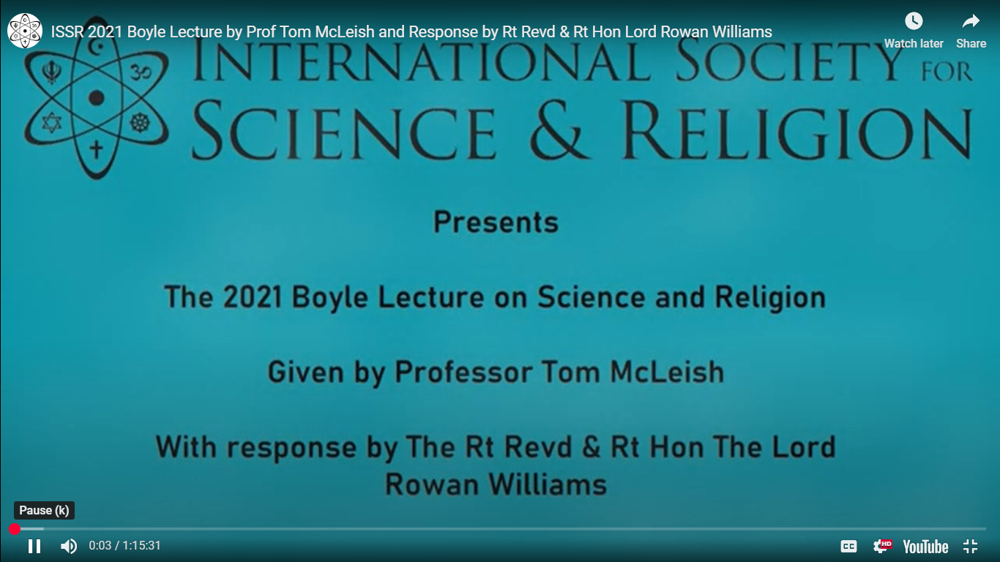 ISSR 2021 Boyle Lecture by Prof Tom McLeish and Response by Rt Revd & Rt Hon Lord Rowan Williams
Watch later
Share
INTERNATIONAL SOCIETY FOR
SCIENCE & RELIGION
Presents
The 2021 Boyle Lecture on Science and Religion
Given by Professor Tom McLeish
With response by The Rt Revd & Rt Hon The Lord
Rowan Williams
Pause (k)
0:03 / 1:15:31
CC
HD
YouTube